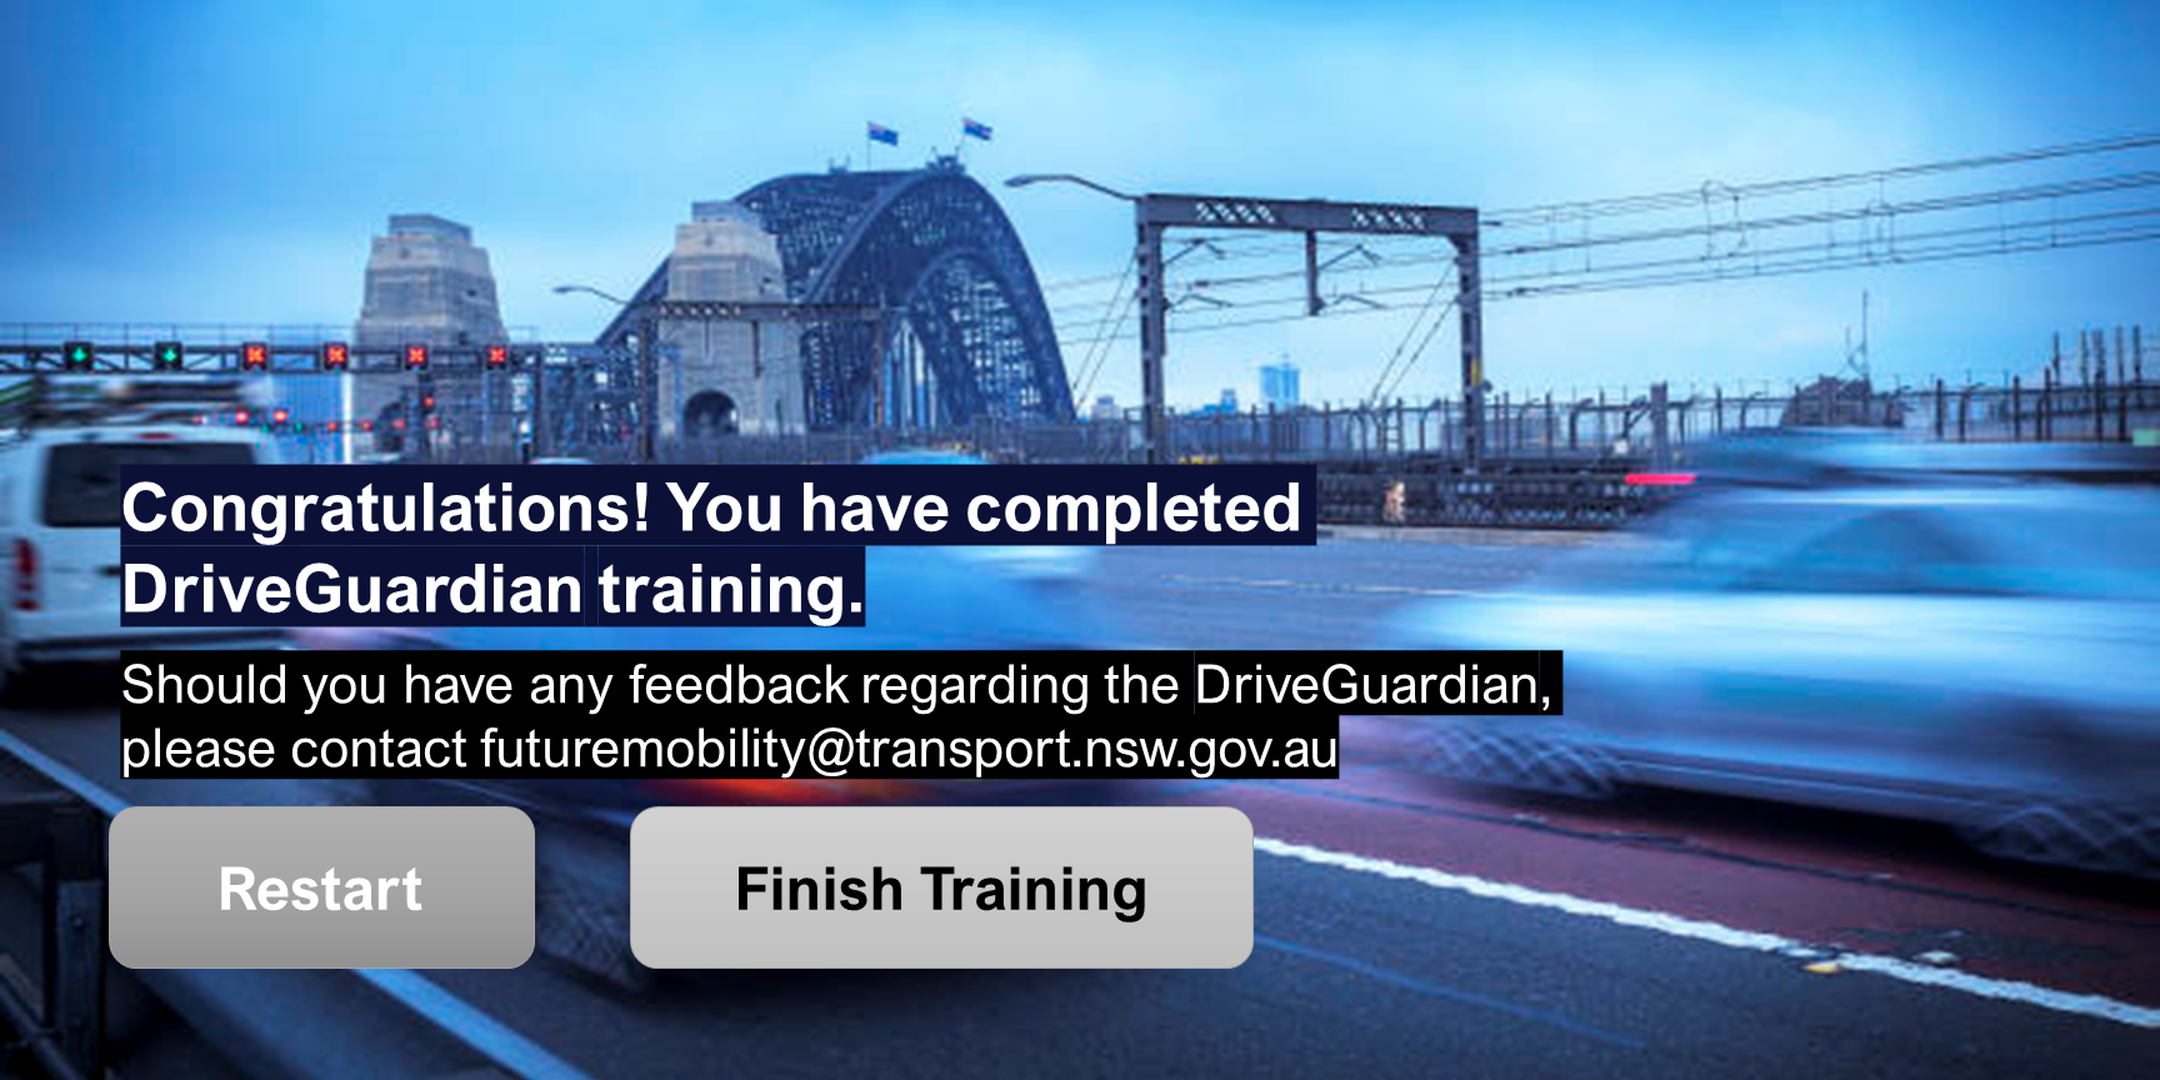 Congratulations! You have completed
DriveGuardian training.
Should you have any feedback regarding the DriveGuardian,
please contact futuremobility@transport.nsw.gov.au
Restart
Finish Training